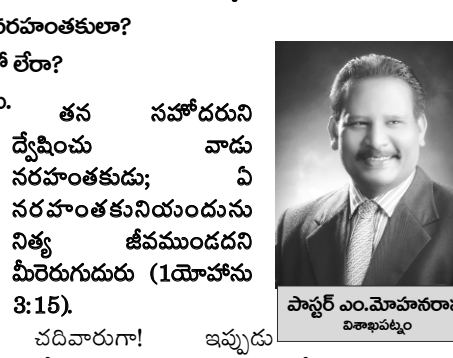 నరహంతకులా?
లేరా?
తన సహోదరుని
ద్వేషించు వాడు
నరహంతకుడు; ఏ
నరహంతకునియందును
నిత్య జీవముండదని
మీరెరుగుదురు (1యోహాను
3:15).
చదివారుగా! ఇప్పుడు
పాస్టర్ ఎం.మోహనరావు
విశాఖపట్నం